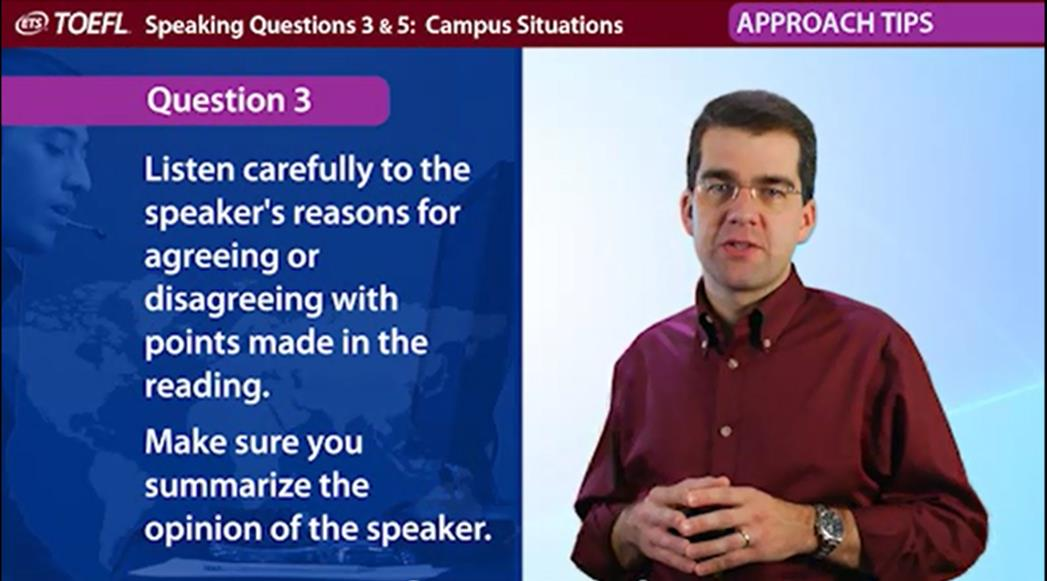 ETS TOEFL Speaking Questions 3 & 5: Campus Situations APPROACH TIPS
Question 3
Listen carefully to the
speaker's reasons for
agreeing or
disagreeing with
points made in the
reading.
Make sure you
summarize the
opinion of the speaker.